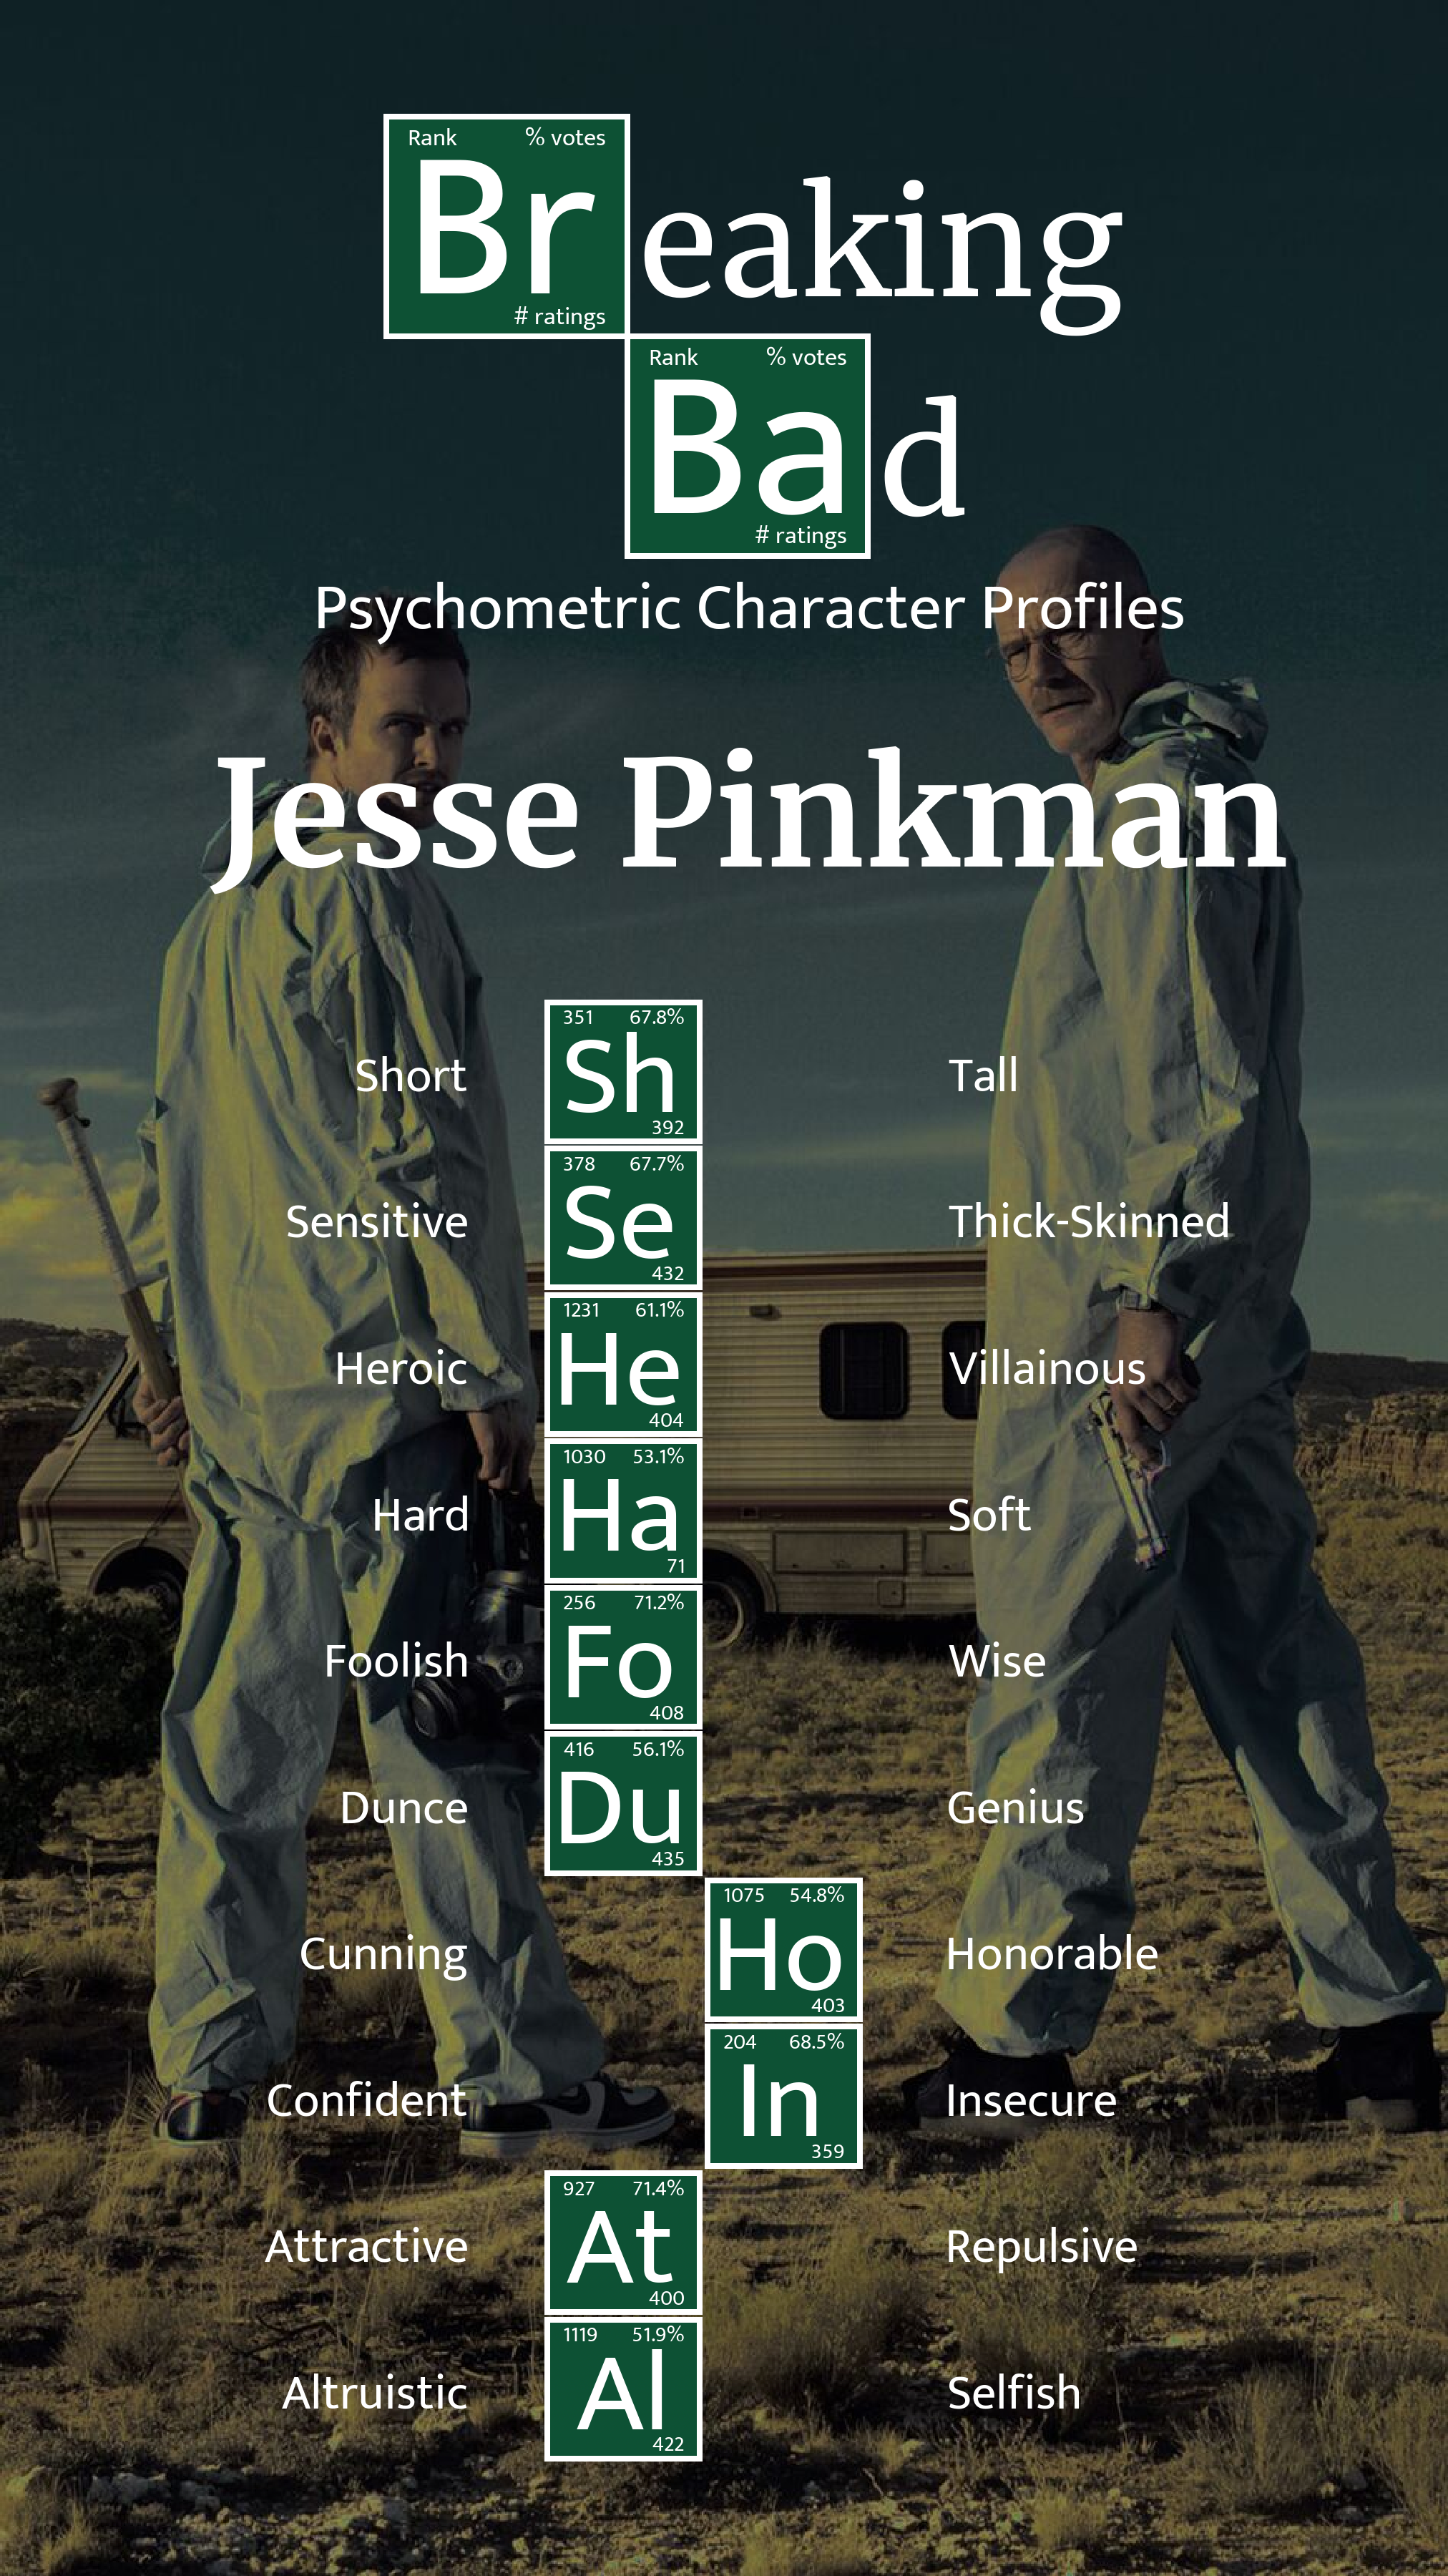 Rank % votes
Breaking
# ratings
Rank % votes
Bad
# ratings
Psychometric Character Profiles
Jesse Pinkman
351 67.8%
Short Sh Tall
392
378 67.7%
Sensitive Se Thick-Skinned
432
1231 61.1%
Heroic He Villainous
404
1030 53.1%
Hard Ha Soft
71
256 71.2%
Foolish Fo Wise
408
416 56.1%
Dunce Du Genius
435
1075 54.8%
Cunning Ho Honorable
403
204 68.5%
Confident In Insecure
359
927 71.4%
Attractive At Repulsive
400
1119 51.9%
Altruistic Al Selfish
422